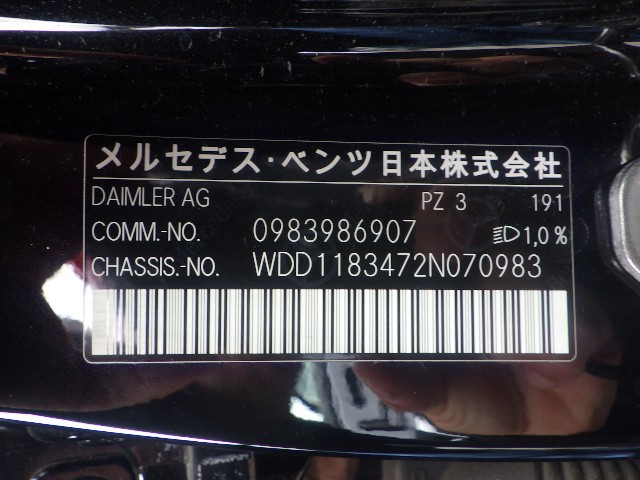 メルセデス・ベンツ日本株式会社
DAIMLER AG PZ 3 191
COMM.-NO. 0983986907 1,0%
CHASSIS.-NO. WDD1183472N070983